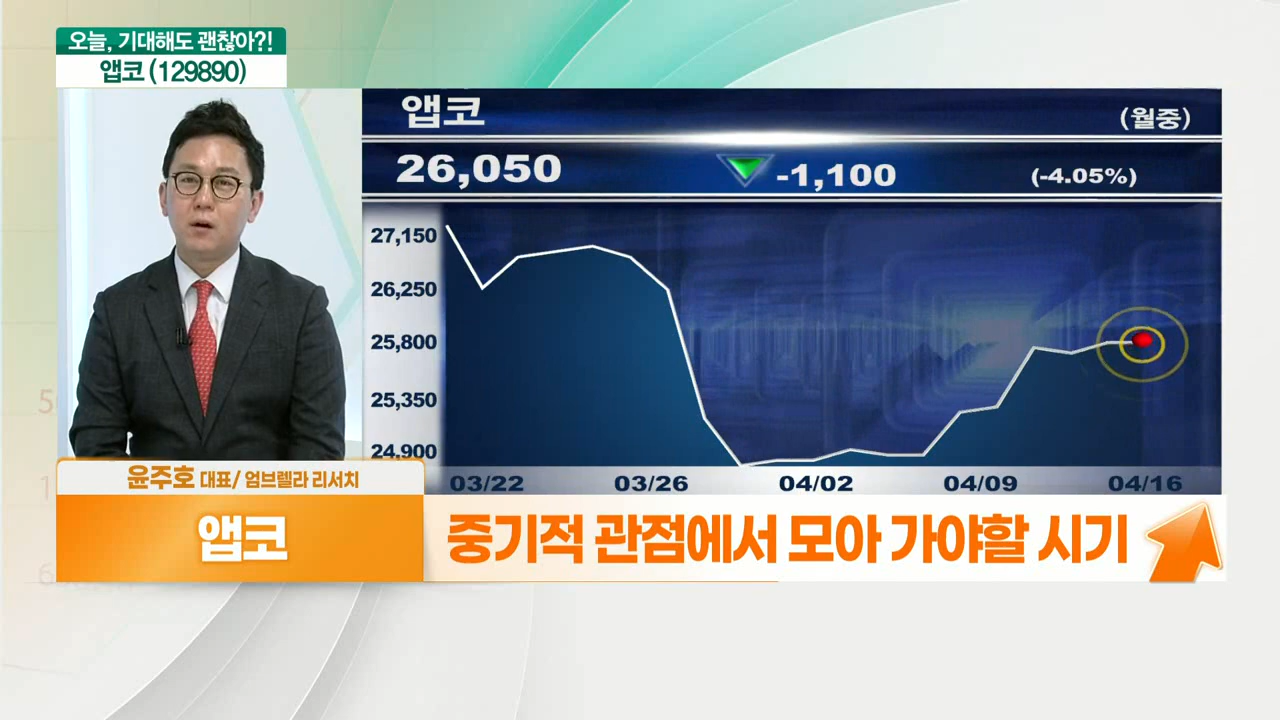 오늘, 기대해도 괜찮아?!
앱코 (129890)
앱코
(월중)
26,050
-1,100
(-4.05%)
27,150
26,250
25,800
25,350
24,900
03/22
03/26
04/02
04/09
04/16
윤주호 대표/ 엄브렐라 리서치
앱코
중기적 관점에서 모아 가야할 시기